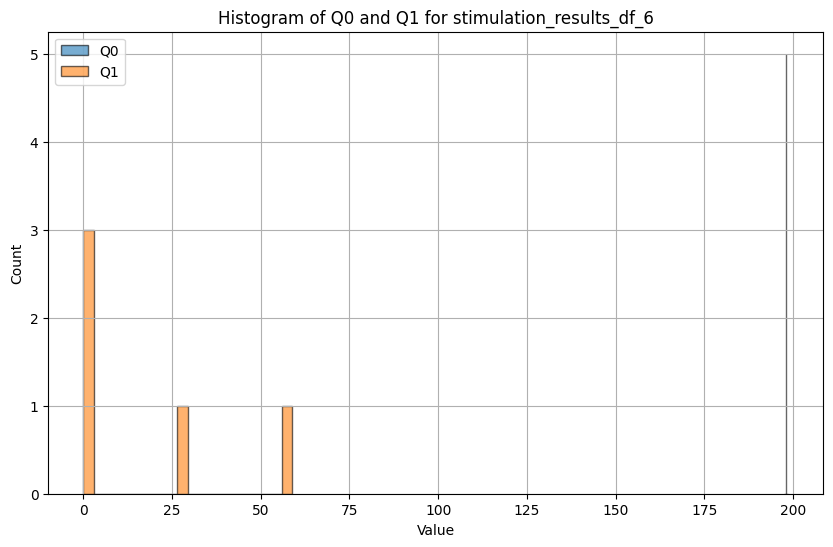 Histogram of Q0 and Q1 for stimulation_results_df_6
Q0
Q1
5
4
3
2
1
0
Count
0 25 50 75 100 125 150 175 200
Value